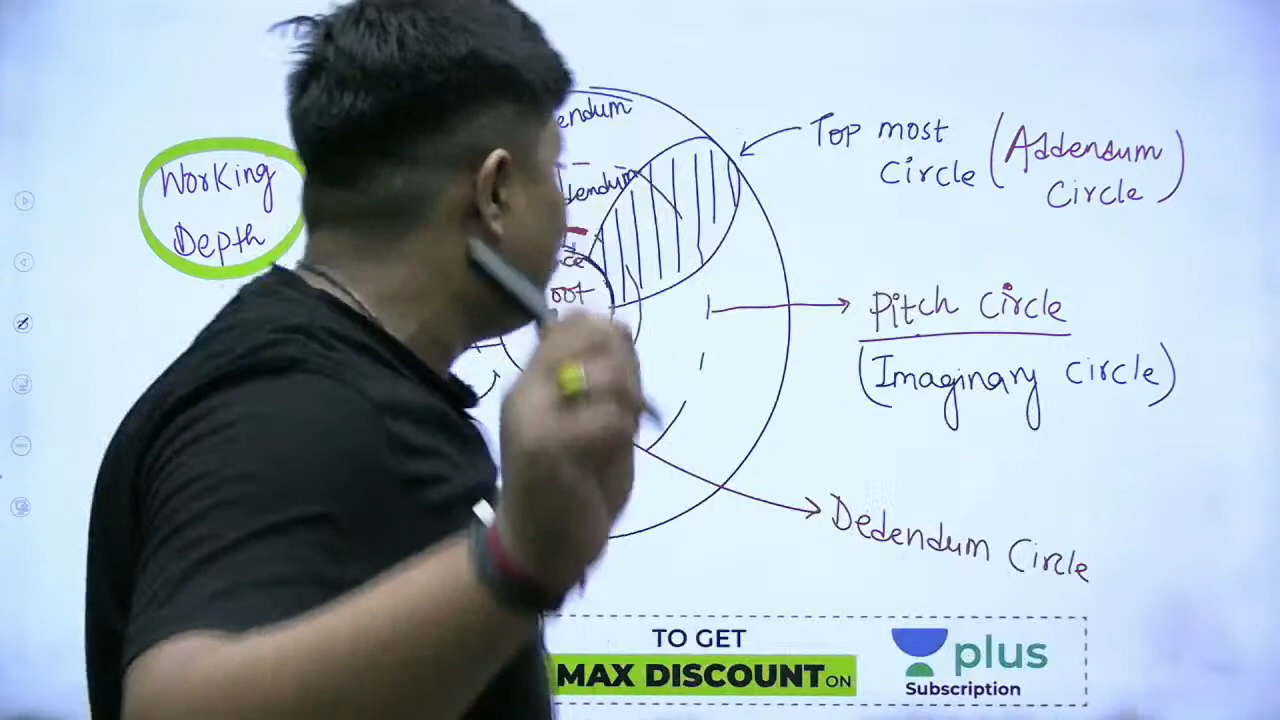 Working
Depth
Top most
Circle (Addendum
Circle)
Pitch Circle
(Imaginary Circle)
Dedendum Circle
TO GET
MAX DISCOUNT ON
plus
Subscription